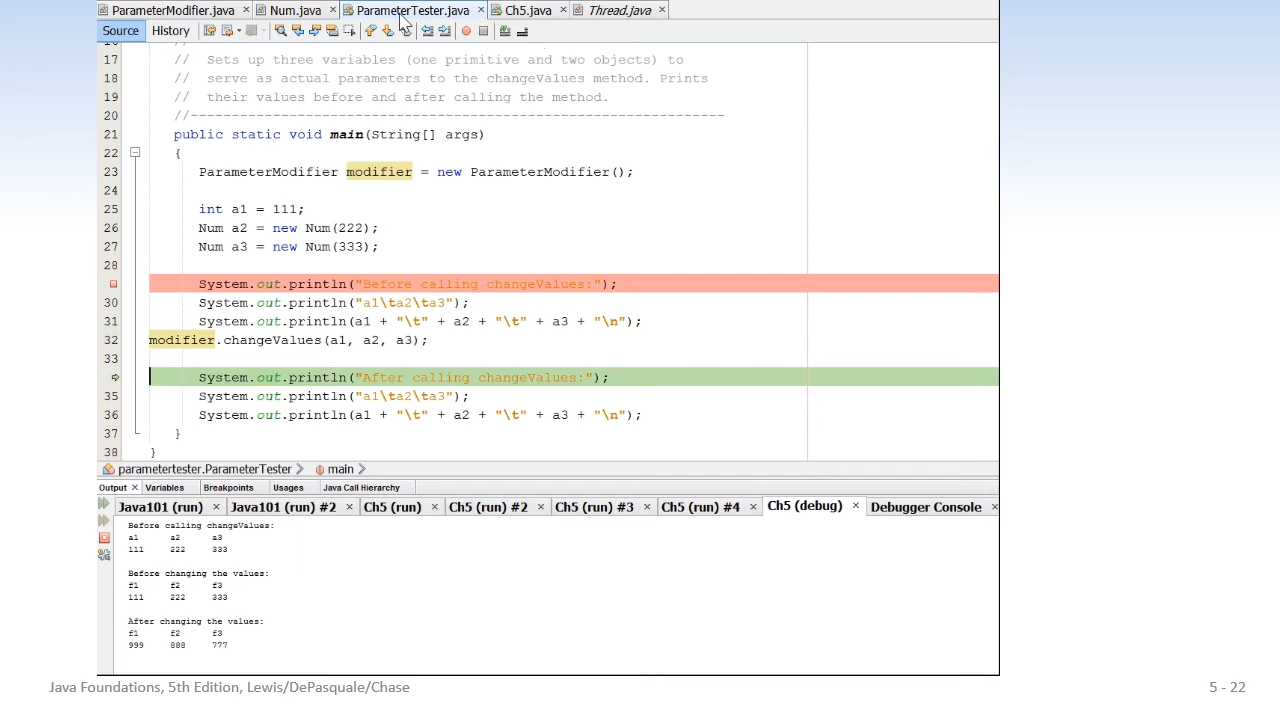 ParameterModifier.java × Num.java × ParameterTester.java × Ch5.java × Thread.java ×
Source History
17 // Sets up three variables (one primitive and two objects) to
18 // serve as actual parameters to the changeValues method. Prints
19 // their values before and after calling the method.
20 //-----------------------------------------------------------------
21 public static void main(String[] args)
22 {
23 ParameterModifier modifier = new ParameterModifier();
24
25 int a1 = 111;
26 Num a2 = new Num(222);
27 Num a3 = new Num(333);
28
System.out.println("Before calling changeValues:");
30 System.out.println("a1\ta2\ta3");
31 System.out.println(a1 + "\t" + a2 + "\t" + a3 + "\n");
32 modifier.changeValues(a1, a2, a3);
33
System.out.println("After calling changeValues:");
35 System.out.println("a1\ta2\ta3");
36 System.out.println(a1 + "\t" + a2 + "\t" + a3 + "\n");
37 }
38 }
parametertester.ParameterTester main
Output × Variables Breakpoints Usages Java Call Hierarchy
Java101 (run) × Java101 (run) #2 × Ch5 (run) × Ch5 (run) #2 × Ch5 (run) #3 × Ch5 (run) #4 × Ch5 (debug) × Debugger Console ×
Before calling changeValues:
a1 a2 a3
111 222 333
Before changing the values:
f1 f2 f3
111 222 333
After changing the values:
f1 f2 f3
999 888 777
Java Foundations, 5th Edition, Lewis/DePasquale/Chase 5 - 22